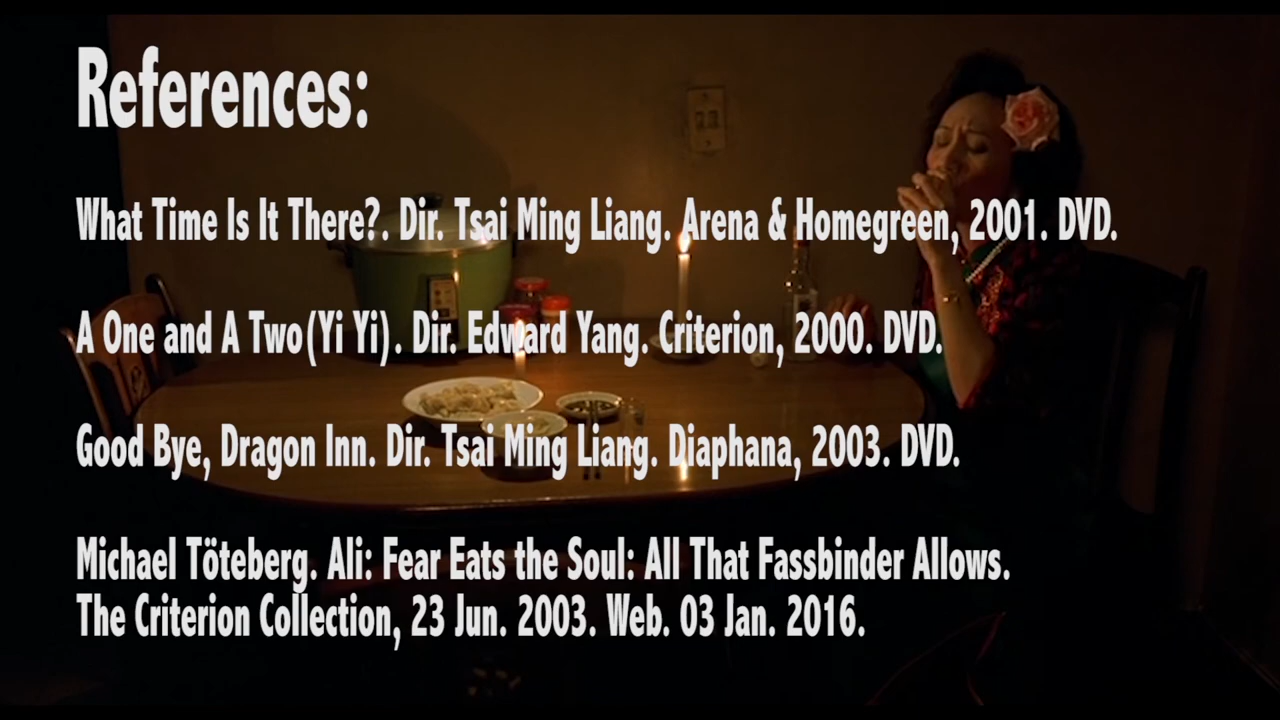 References:
What Time Is It There?. Dir. Tsai Ming Liang. Arena & Homegreen, 2001. DVD.
A One and A Two(Yi Yi). Dir. Edward Yang. Criterion, 2000. DVD.
Good Bye, Dragon Inn. Dir. Tsai Ming Liang. Diaphana, 2003. DVD.
Michael Töteberg. Ali: Fear Eats the Soul: All That Fassbinder Allows.
The Criterion Collection, 23 Jun. 2003. Web. 03 Jan. 2016.